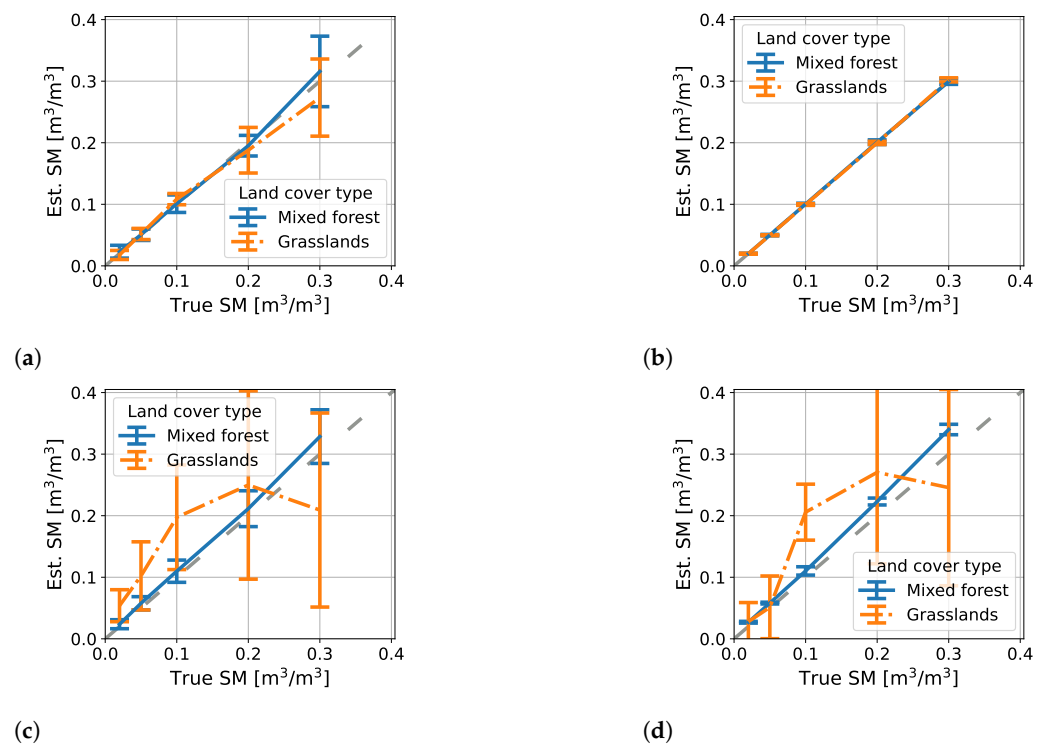 0.4
0.3
0.2
0.1
0.0
Est. SM [m³/m³]
Land cover type
Mixed forest
Grasslands
0.0 0.1 0.2 0.3 0.4
True SM [m³/m³]
(a)
0.4
0.3
0.2
0.1
0.0
Est. SM [m³/m³]
Land cover type
Mixed forest
Grasslands
0.0 0.1 0.2 0.3 0.4
True SM [m³/m³]
(b)
0.4
0.3
0.2
0.1
0.0
Est. SM [m³/m³]
Land cover type
Mixed forest
Grasslands
0.0 0.1 0.2 0.3 0.4
True SM [m³/m³]
(c)
0.4
0.3
0.2
0.1
0.0
Est. SM [m³/m³]
Land cover type
Mixed forest
Grasslands
0.0 0.1 0.2 0.3 0.4
True SM [m³/m³]
(d)